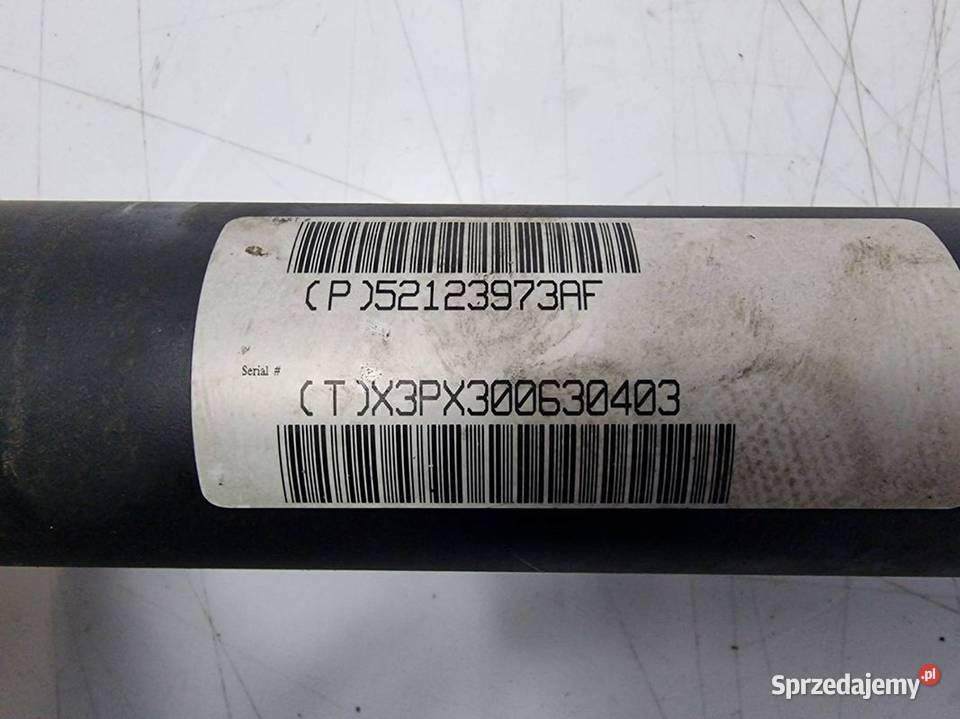 (P)52123973AF
Serial #
(T)X3PX300630403
Sprzedajemy.pl